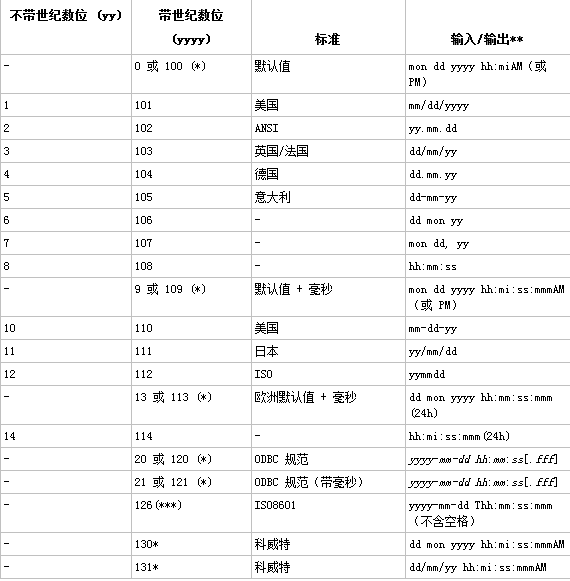 不带世纪数位 (yy) 带世纪数位 (yyyy) 标准 输入/输出**
- 0 或 100 (*) 默认值 mon dd yyyy hh:miAM（或 PM）
1 101 美国 mm/dd/yyyy
2 102 ANSI yy.mm.dd
3 103 英国/法国 dd/mm/yy
4 104 德国 dd.mm.yy
5 105 意大利 dd-mm-yy
6 106 - dd mon yy
7 107 - mon dd, yy
8 108 - hh:mm:ss
- 9 或 109 (*) 默认值 + 毫秒 mon dd yyyy hh:mi:ss:mmmAM（或 PM）
10 110 美国 mm-dd-yy
11 111 日本 yy/mm/dd
12 112 ISO yymmdd
- 13 或 113 (*) 欧洲默认值 + 毫秒 dd mon yyyy hh:mm:ss:mmm(24h)
14 114 - hh:mi:ss:mmm(24h)
- 20 或 120 (*) ODBC 规范 yyyy-mm-dd hh:mm:ss[.fff]
- 21 或 121 (*) ODBC 规范（带毫秒） yyyy-mm-dd hh:mm:ss[.fff]
- 126(***) ISO8601 yyyy-mm-dd Thh:mm:ss:mmm（不含空格）
- 130* 科威特 dd mon yyyy hh:mi:ss:mmmAM
- 131* 科威特 dd/mm/yy hh:mi:ss:mmmAM